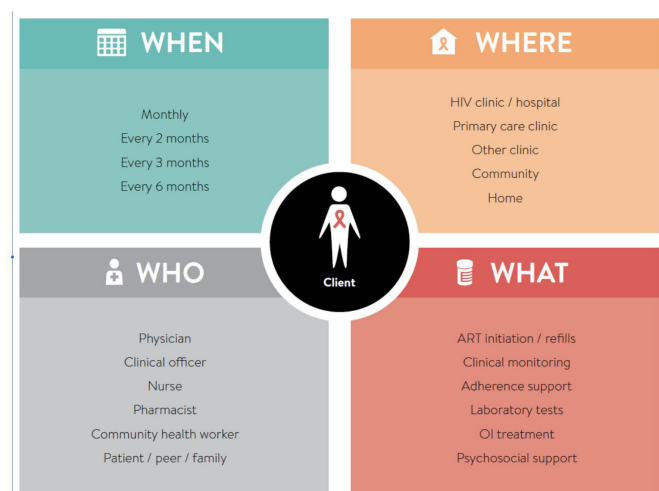 WHEN
Monthly
Every 2 months
Every 3 months
Every 6 months
WHERE
HIV clinic / hospital
Primary care clinic
Other clinic
Community
Home
Client
WHO
Physician
Clinical officer
Nurse
Pharmacist
Community health worker
Patient / peer / family
WHAT
ART initiation / refills
Clinical monitoring
Adherence support
Laboratory tests
OI treatment
Psychosocial support